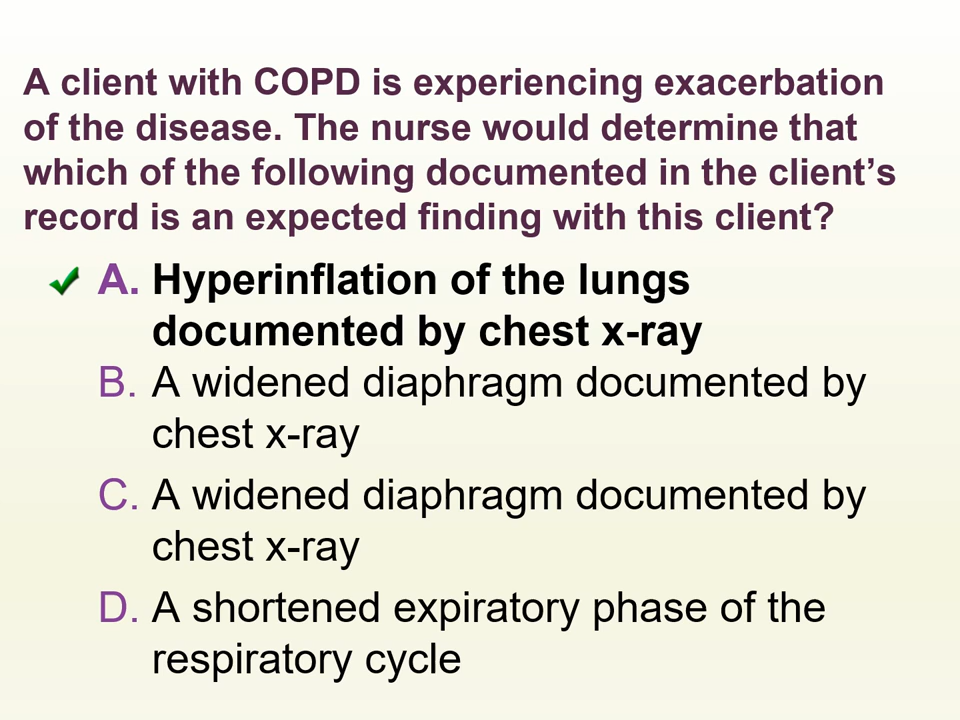 A client with COPD is experiencing exacerbation
of the disease. The nurse would determine that
which of the following documented in the client’s
record is an expected finding with this client?
A. Hyperinflation of the lungs
documented by chest x-ray
B. A widened diaphragm documented by
chest x-ray
C. A widened diaphragm documented by
chest x-ray
D. A shortened expiratory phase of the
respiratory cycle